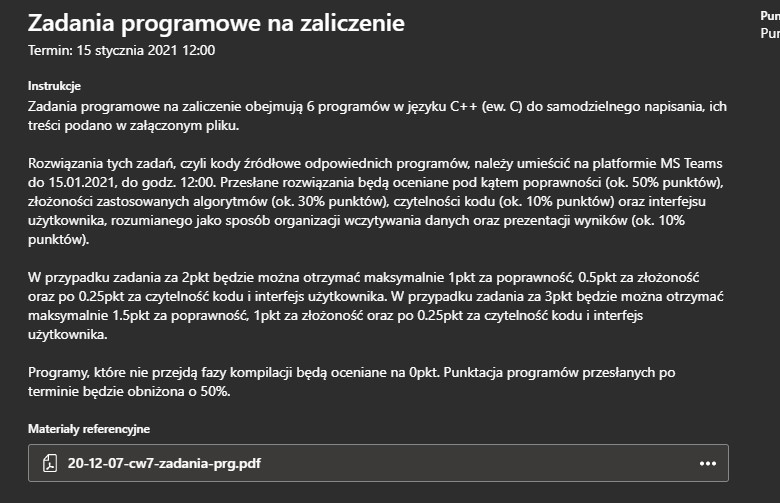 Zadania programowe na zaliczenie
Termin: 15 stycznia 2021 12:00
Instrukcje
Zadania programowe na zaliczenie obejmują 6 programów w języku C++ (ew. C) do samodzielnego napisania, ich
treści podano w załączonym pliku.
Rozwiązania tych zadań, czyli kody źródłowe odpowiednich programów, należy umieścić na platformie MS Teams
do 15.01.2021, do godz. 12:00. Przesłane rozwiązania będą oceniane pod kątem poprawności (ok. 50% punktów),
złożoności zastosowanych algorytmów (ok. 30% punktów), czytelności kodu (ok. 10% punktów) oraz interfejsu
użytkownika, rozumianego jako sposób organizacji wczytywania danych oraz prezentacji wyników (ok. 10%
punktów).
W przypadku zadania za 2pkt będzie można otrzymać maksymalnie 1pkt za poprawność, 0.5pkt za złożoność
oraz po 0.25pkt za czytelność kodu i interfejs użytkownika. W przypadku zadania za 3pkt będzie można otrzymać
maksymalnie 1.5pkt za poprawność, 1pkt za złożoność oraz po 0.25pkt za czytelność kodu i interfejs
użytkownika.
Programy, które nie przejdą fazy kompilacji będą oceniane na 0pkt. Punktacja programów przesłanych po
terminie będzie obniżona o 50%.
Materiały referencyjne
20-12-07-cw7-zadania-prg.pdf
Pun
Pur